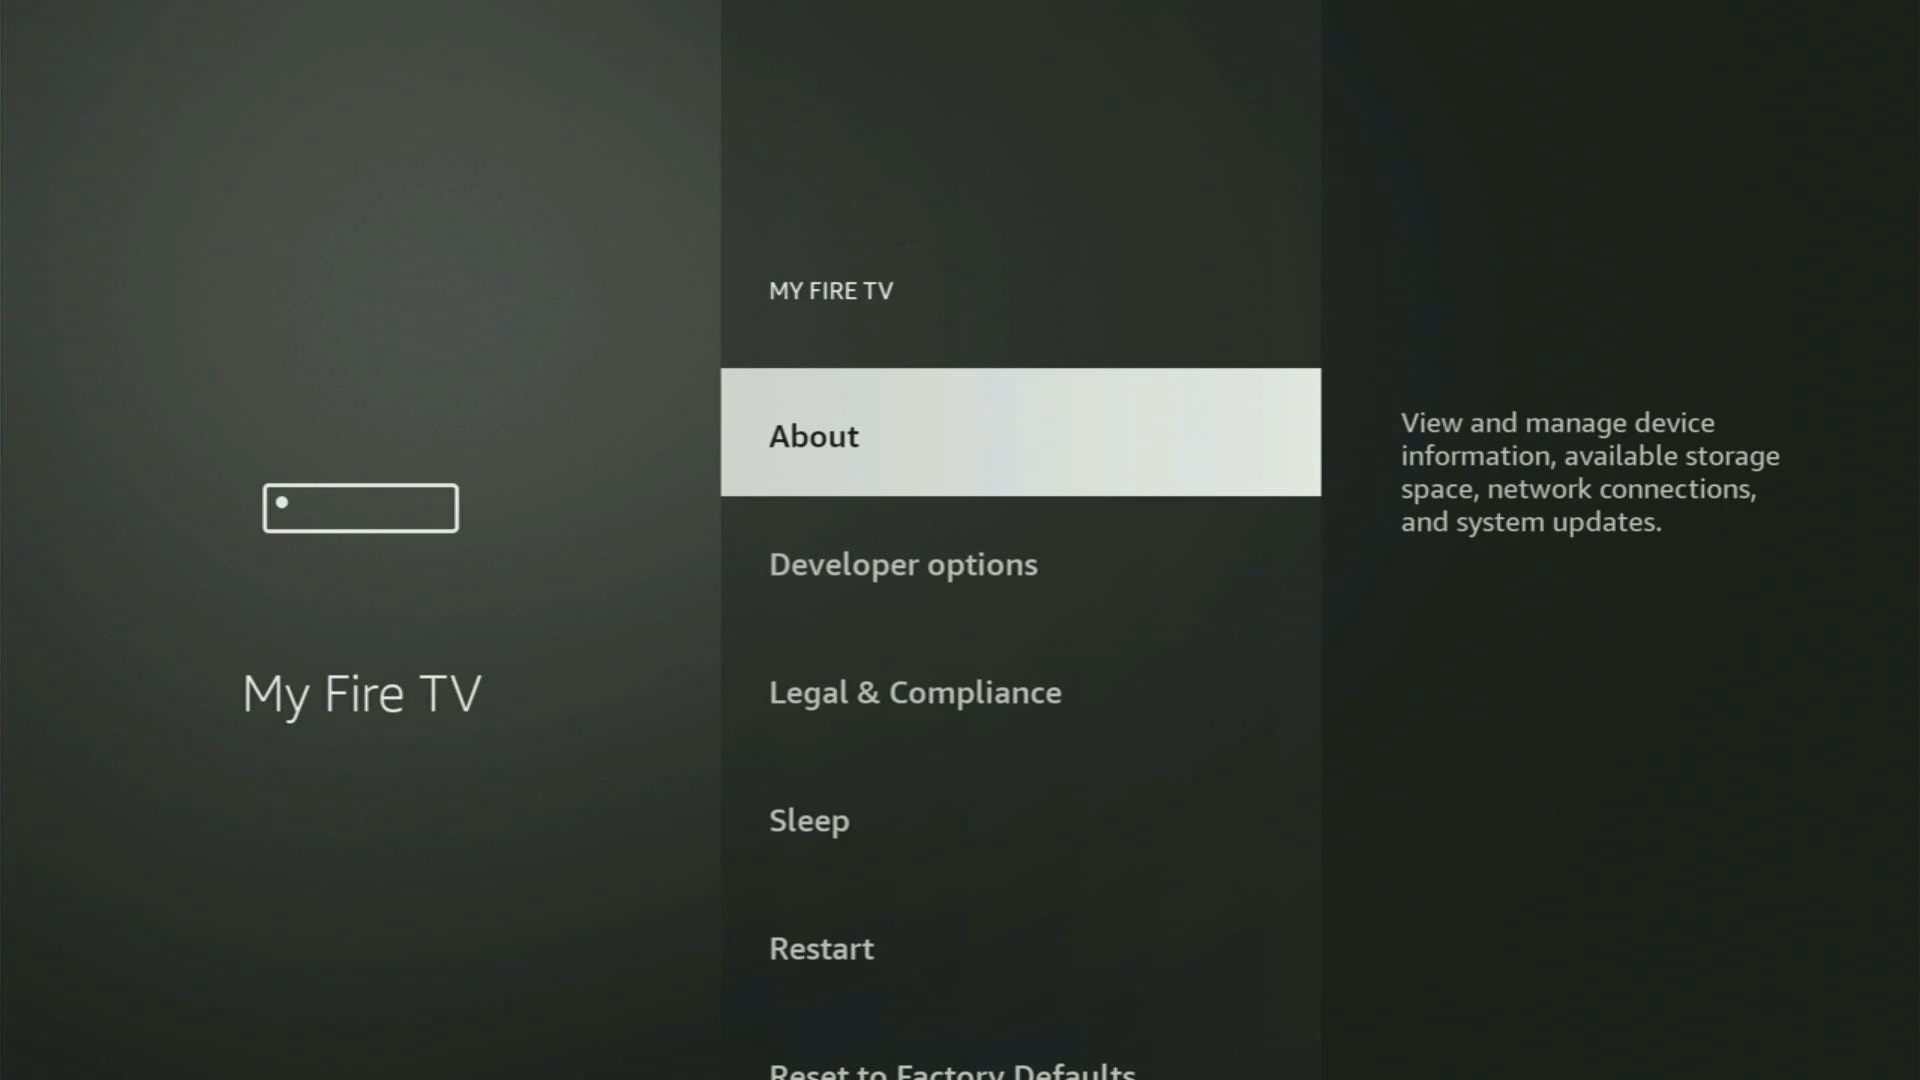 My Fire TV
MY FIRE TV
About
Developer options
Legal & Compliance
Sleep
Restart
Reset to Factory Defaults
View and manage device
information, available storage
space, network connections,
and system updates.